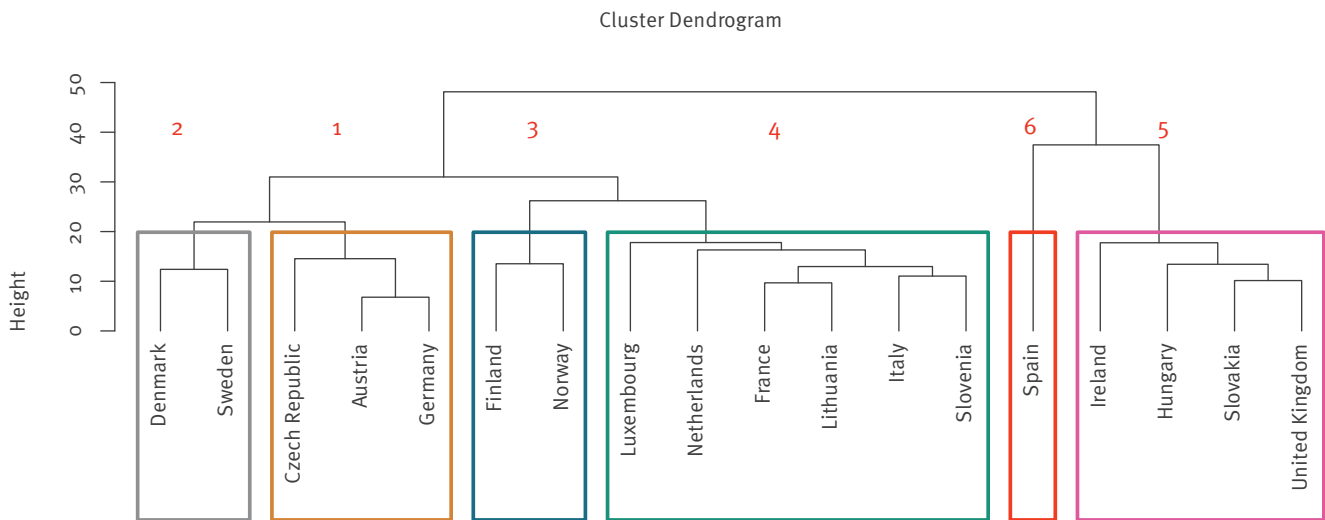 Cluster Dendrogram
50
40
30
20
10
0
Height
2
1
3
4
6
5
Denmark
Sweden
Czech Republic
Austria
Germany
Finland
Norway
Luxembourg
Netherlands
France
Lithuania
Italy
Slovenia
Spain
Ireland
Hungary
Slovakia
United Kingdom